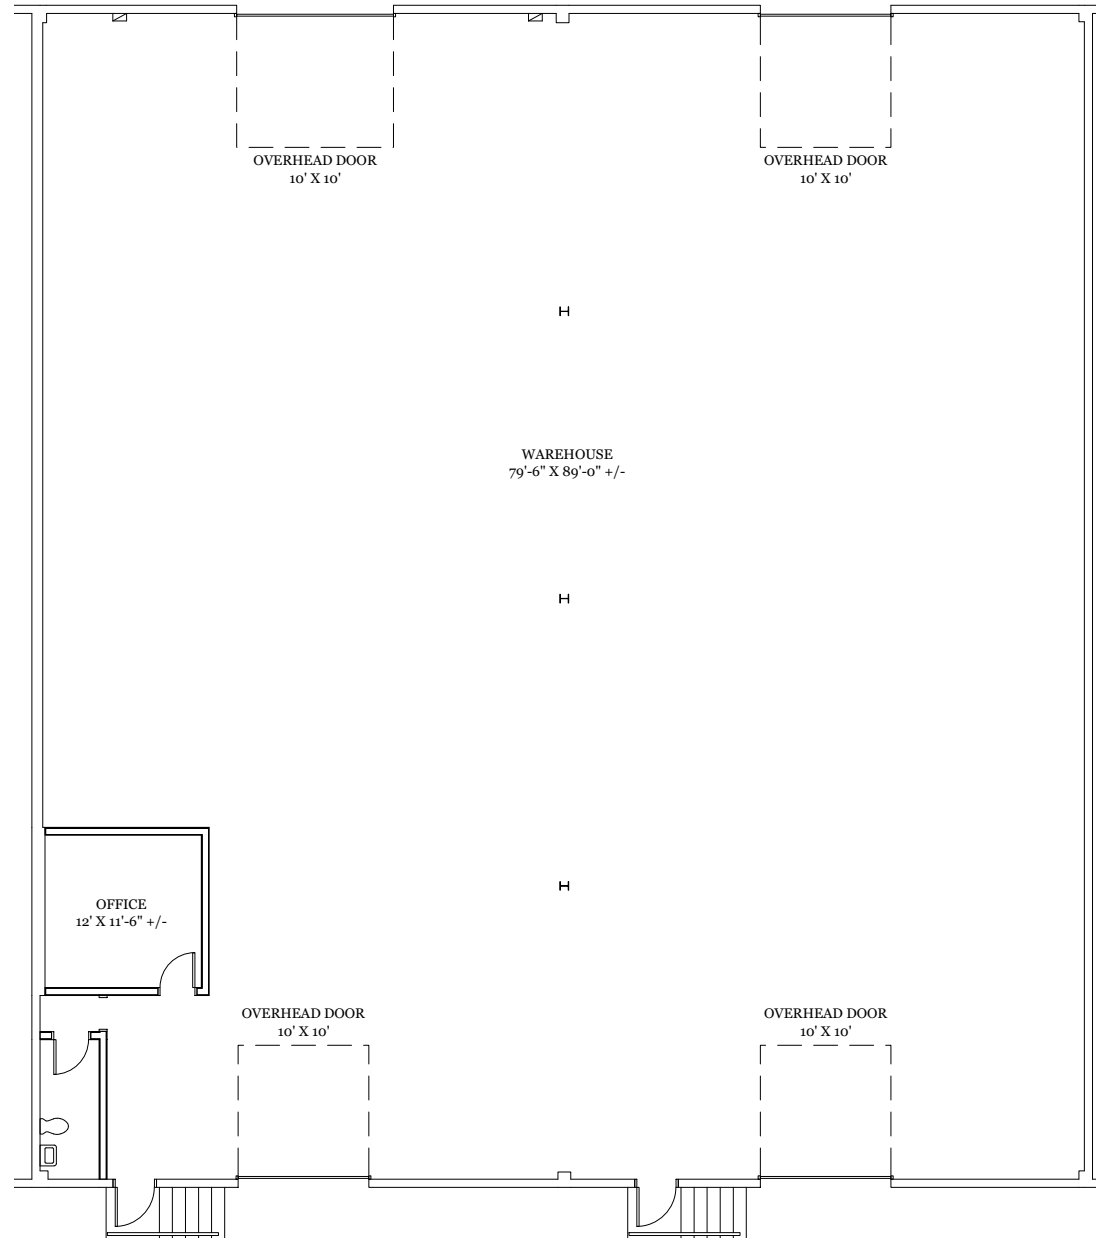 OVERHEAD DOOR
10' X 10'
OVERHEAD DOOR
10' X 10'
WAREHOUSE
79'-6" X 89'-0" +/-
OFFICE
12' X 11'-6" +/-
OVERHEAD DOOR
10' X 10'
OVERHEAD DOOR
10' X 10'